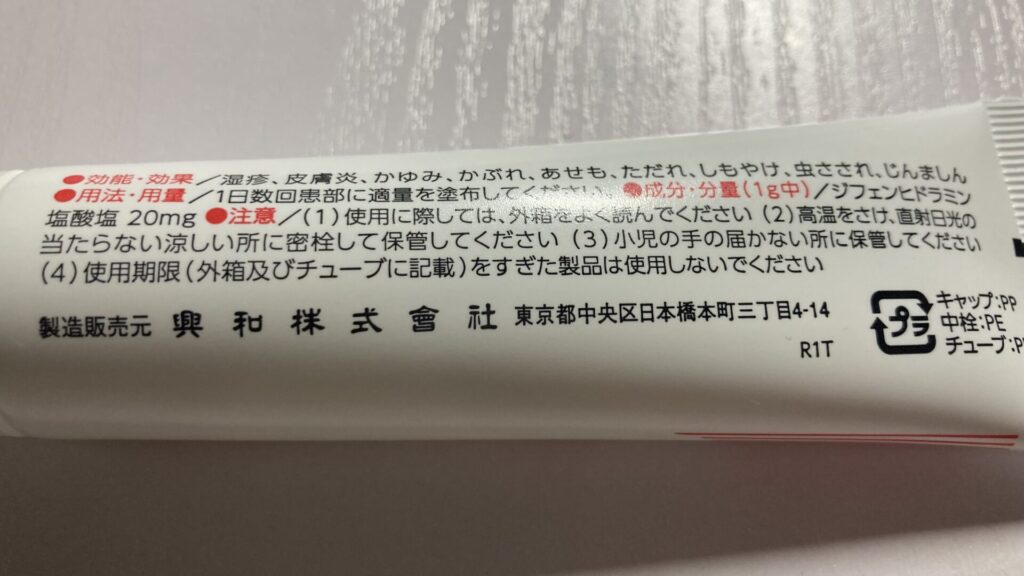 ●効能・効果／湿疹、皮膚炎、かゆみ、かぶれ、あせも、ただれ、しもやけ、虫さされ、じんましん
●用法・用量／1日数回患部に適量を塗布してください ●成分・分量(1g中)／ジフェンヒドラミン
塩酸塩 20mg ●注意／(1)使用に際しては、外箱をよく読んでください (2)高温をさけ、直射日光の
当たらない涼しい所に密栓して保管してください (3)小児の手の届かない所に保管してください
(4)使用期限(外箱及びチューブに記載)をすぎた製品は使用しないでください
製造販売元 興和株式會社 東京都中央区日本橋本町三丁目4-14
R1T
プラ
キャップ:PP
中栓:PE
チューブ:P